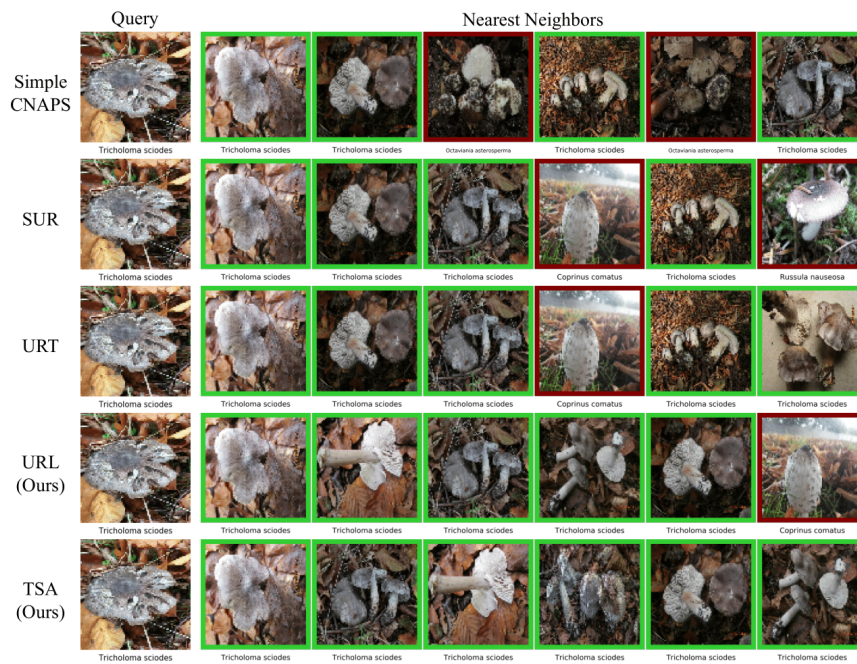 Query Nearest Neighbors
Simple CNAPS
Tricholoma sciodes Tricholoma sciodes Tricholoma sciodes Octaviania asterosperma Tricholoma sciodes Octaviania asterosperma Tricholoma sciodes
SUR
Tricholoma sciodes Tricholoma sciodes Tricholoma sciodes Tricholoma sciodes Coprinus comatus Tricholoma sciodes Russula nauseosa
URT
Tricholoma sciodes Tricholoma sciodes Tricholoma sciodes Tricholoma sciodes Coprinus comatus Tricholoma sciodes Tricholoma sciodes
URL (Ours)
Tricholoma sciodes Tricholoma sciodes Tricholoma sciodes Tricholoma sciodes Tricholoma sciodes Tricholoma sciodes Coprinus comatus
TSA (Ours)
Tricholoma sciodes Tricholoma sciodes Tricholoma sciodes Tricholoma sciodes Tricholoma sciodes Tricholoma sciodes Tricholoma sciodes